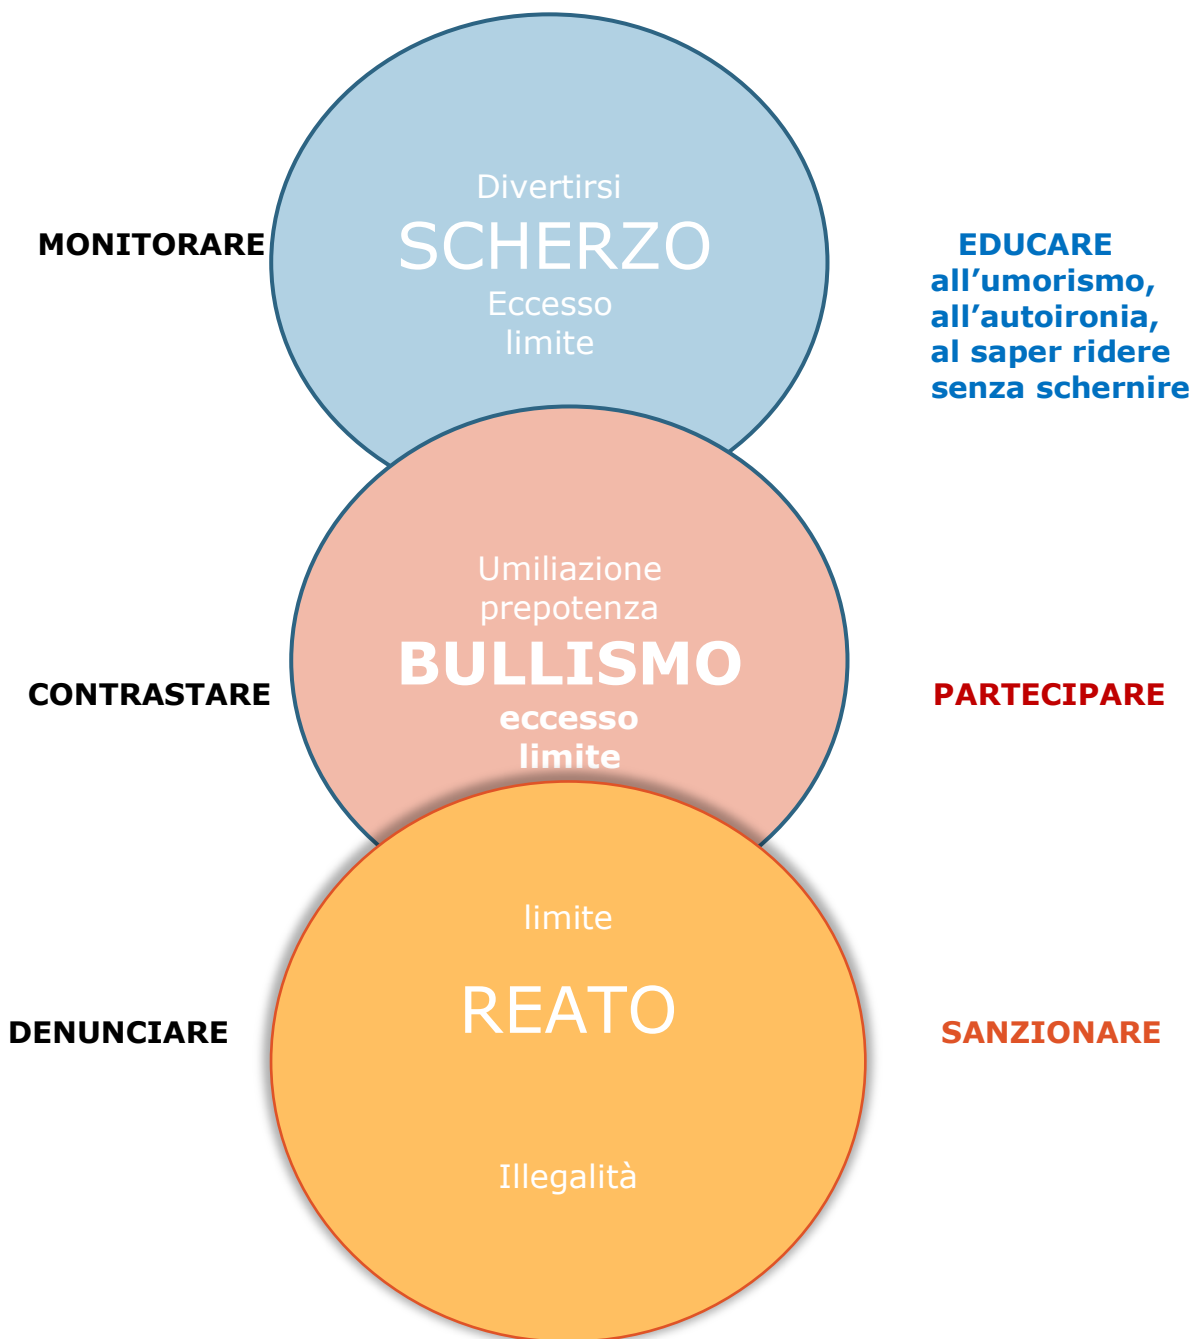 Divertirsi
MONITORARE
SCHERZO
Eccesso
limite
EDUCARE
all’umorismo,
all’autoironia,
al saper ridere
senza schernire
Umiliazione
prepotenza
CONTRASTARE
BULLISMO
eccesso
limite
PARTECIPARE
limite
DENUNCIARE
REATO
SANZIONARE
Illegalità